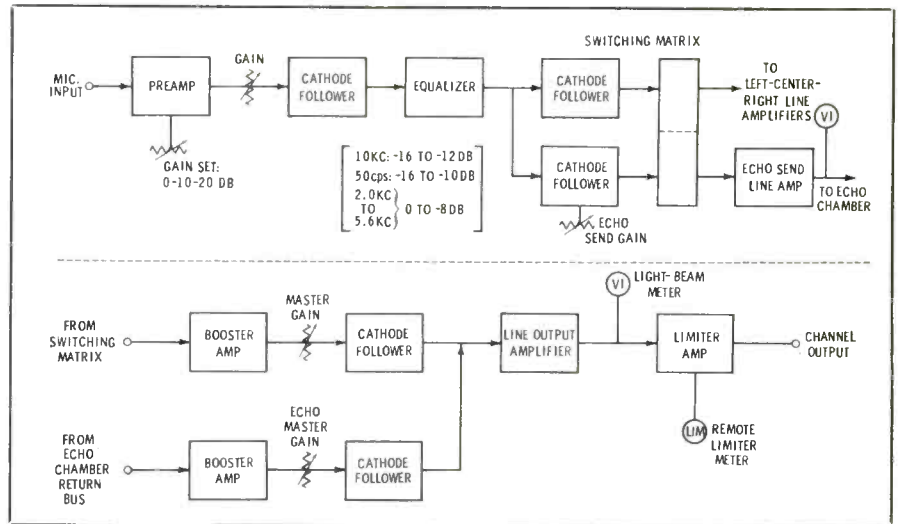 SWITCHING MATRIX
MIC.
INPUT
PREAMP
GAIN
CATHODE
FOLLOWER
EQUALIZER
CATHODE
FOLLOWER
TO
LEFT-CENTER-
RIGHT LINE
AMPLIFIERS
VI
GAIN SET:
0-10-20 DB
10KC: -16 TO -12DB
50cps: -16 TO -10DB
2.0KC
TO
5.6KC
0 TO -8DB
CATHODE
FOLLOWER
ECHO
SEND GAIN
ECHO SEND
LINE AMP
TO ECHO
CHAMBER
FROM
SWITCHING
MATRIX
BOOSTER
AMP
MASTER
GAIN
CATHODE
FOLLOWER
LINE OUTPUT
AMPLIFIER
VI
LIGHT-BEAM
METER
LIMITER
AMP
CHANNEL
OUTPUT
LIM
REMOTE
LIMITER
METER
FROM
ECHO
CHAMBER
RETURN
BUS
BOOSTER
AMP
ECHO
MASTER
GAIN
CATHODE
FOLLOWER